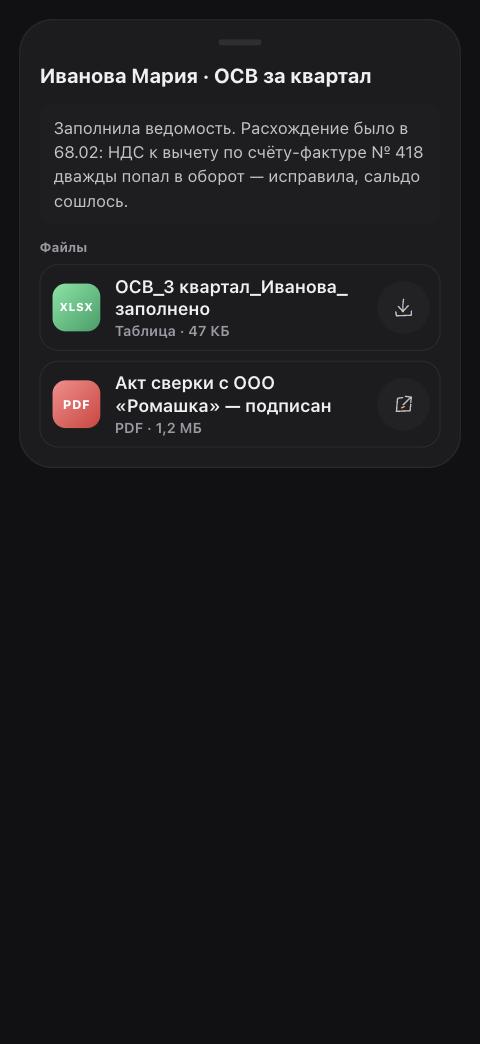 Иванова Мария · ОСВ за квартал
Заполнила ведомость. Расхождение было в
68.02: НДС к вычету по счёту-фактуре № 418
дважды попал в оборот — исправила, сальдо
сошлось.
Файлы
XLSX
ОСВ_3 квартал_Иванова_
заполнено
Таблица · 47 КБ
PDF
Акт сверки с ООО
«Ромашка» — подписан
PDF · 1,2 МБ